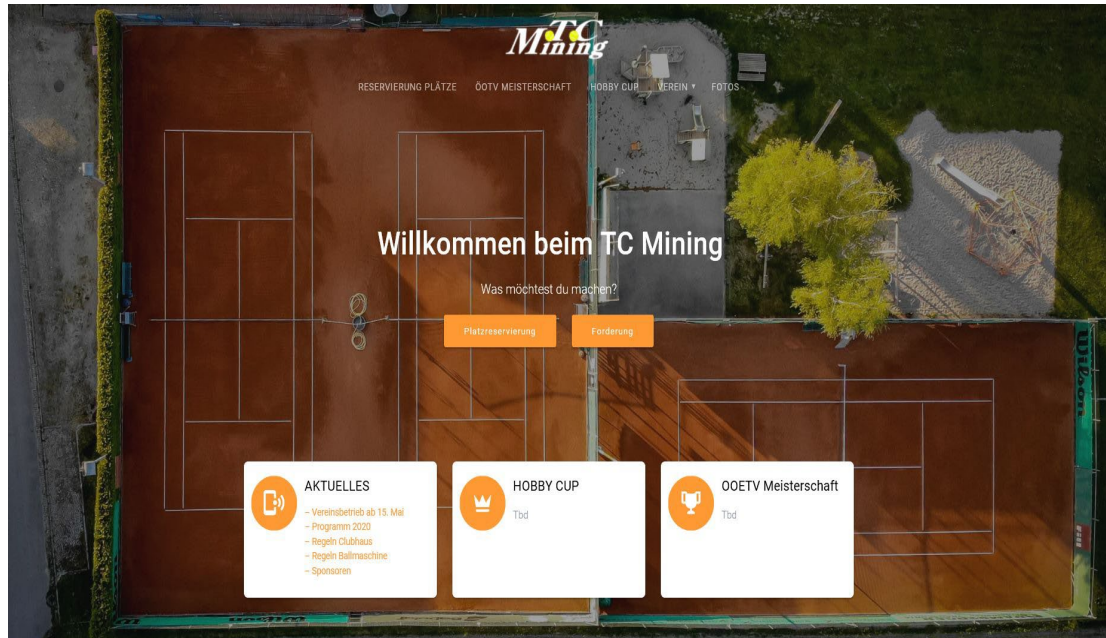 TC
Mining
RESERVIERUNG PLÄTZE ÖOTV MEISTERSCHAFT HOBBY CUP VEREIN ▾ FOTOS
Willkommen beim TC Mining
Was möchtest du machen?
Platzreservierung Forderung
Wilson
AKTUELLES
– Vereinsbetrieb ab 15. Mai
– Programm 2020
– Regeln Clubhaus
– Regeln Ballmaschine
– Sponsoren
HOBBY CUP
Tbd
OOETV Meisterschaft
Tbd